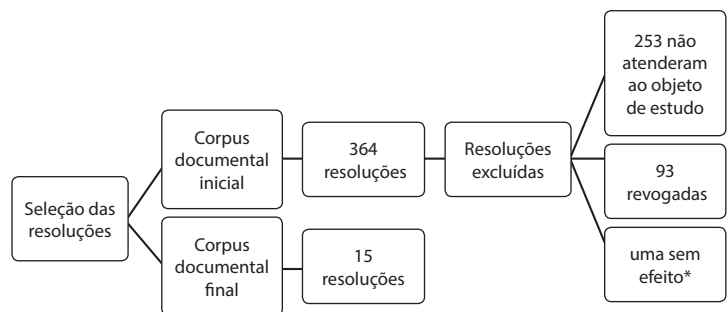 Seleção das
resoluções
Corpus
documental
inicial
364
resoluções
Resoluções
excluídas
253 não
atenderam
ao objeto
de estudo
93
revogadas
uma sem
efeito*
Corpus
documental
final
15
resoluções